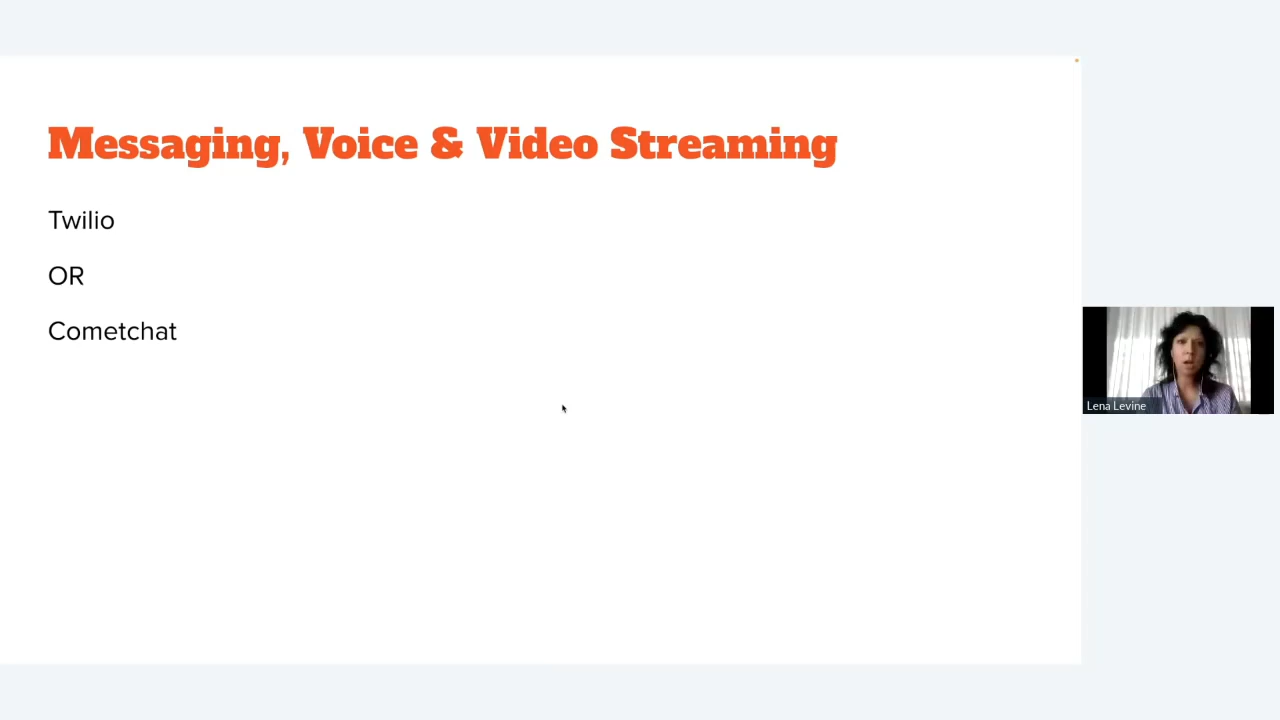 Messaging, Voice & Video Streaming
Twilio
OR
Cometchat
Lena Levine